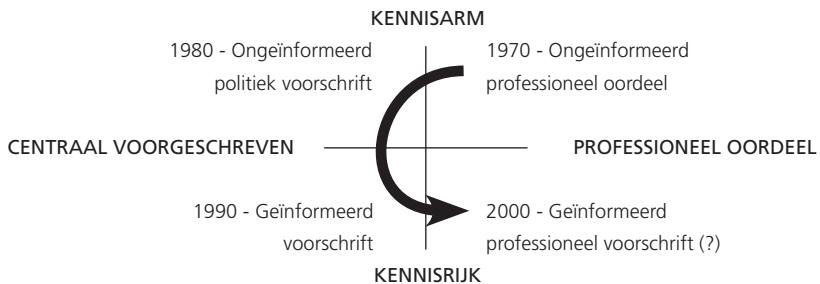 KENNISARM
1980 - Ongeïnformeerd
politiek voorschrift
1970 - Ongeïnformeerd
professioneel oordeel
CENTRAAL VOORGESCHREVEN
PROFESSIONEEL OORDEEL
1990 - Geïnformeerd
voorschrift
2000 - Geïnformeerd
professioneel voorschrift (?)
KENNISRIJK